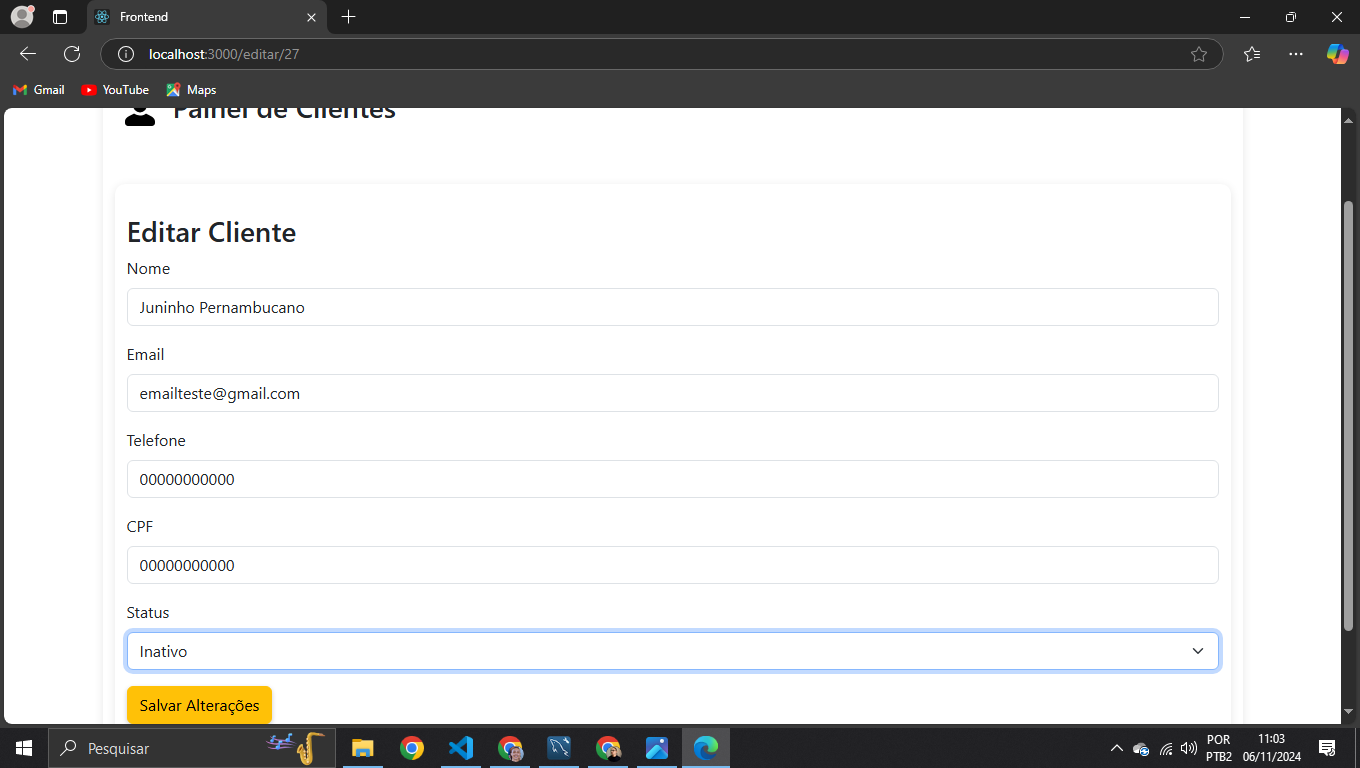 Frontend
localhost:3000/editar/27
Gmail YouTube Maps
Painel de Clientes
Editar Cliente
Nome
Juninho Pernambucano
Email
emailteste@gmail.com
Telefone
00000000000
CPF
00000000000
Status
Inativo
Salvar Alterações
Pesquisar
POR 11:03
PTB2 06/11/2024